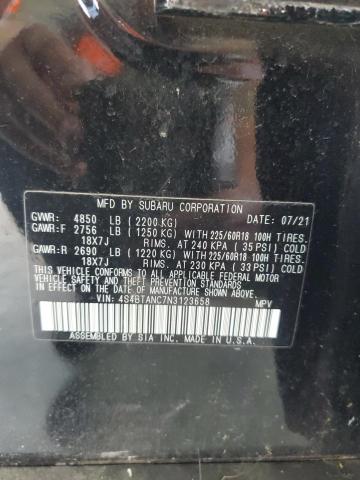 MFD BY SUBARU CORPORATION DATE: 07/21
GVWR: 4850 LB (2200 KG)
GAWR:F 2756 LB (1250 KG) WITH 225/60R18 100H TIRES,
18X7J RIMS. AT 240 KPA (35 PSI) COLD
GAWR:R 2690 LB (1220 KG) WITH 225/60R18 100H TIRES,
18X7J RIMS. AT 230 KPA (33 PSI) COLD
THIS VEHICLE CONFORMS TO ALL APPLICABLE FEDERAL MOTOR
VEHICLE SAFETY, BUMPER, AND THEFT PREVENTION STANDARDS
IN EFFECT ON THE DATE OF MANUFACTURE SHOWN ABOVE.
VIN: 4S4BTANC7N3123658 MPV
ASSEMBLED BY SIA INC. MADE IN U.S.A.